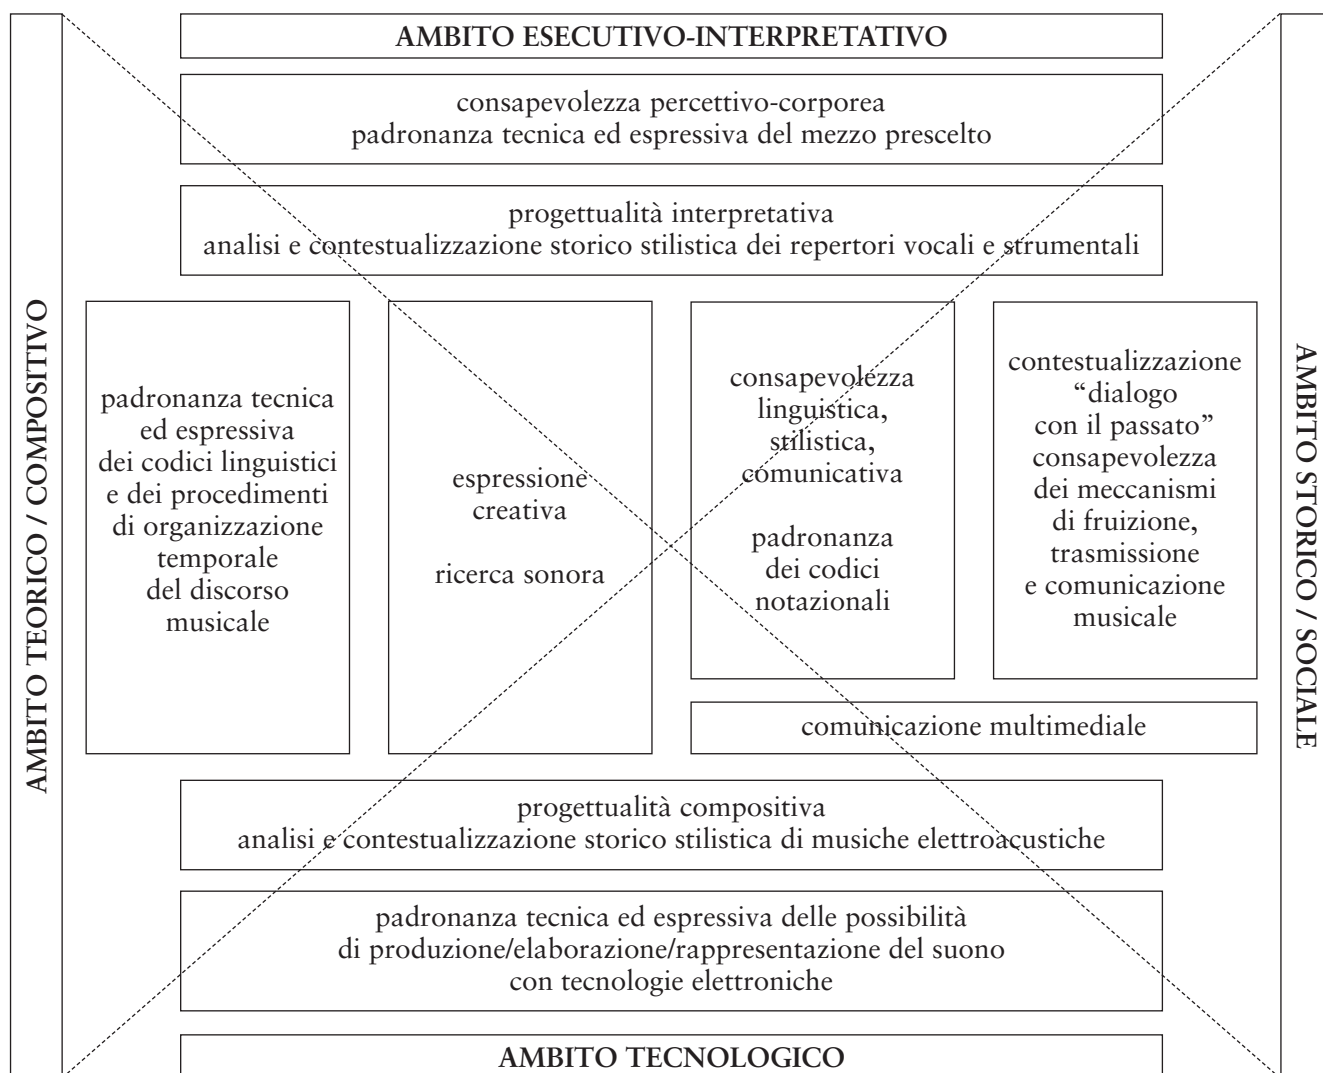 AMBITO ESECUTIVO-INTERPRETATIVO
consapevolezza percettivo-corporea
padronanza tecnica ed espressiva del mezzo prescelto
progettualità interpretativa
analisi e contestualizzazione storico stilistica dei repertori vocali e strumentali
AMBITO TEORICO / COMPOSITIVO
padronanza tecnica
ed espressiva
dei codici linguistici
e dei procedimenti
di organizzazione
temporale
del discorso
musicale
espressione
creativa
ricerca sonora
consapevolezza
linguistica,
stilistica,
comunicativa
padronanza
dei codici
notazionali
contestualizzazione
“dialogo
con il passato”
consapevolezza
dei meccanismi
di fruizione,
trasmissione
e comunicazione
musicale
AMBITO STORICO / SOCIALE
comunicazione multimediale
progettualità compositiva
analisi e contestualizzazione storico stilistica di musiche elettroacustiche
padronanza tecnica ed espressiva delle possibilità
di produzione/elaborazione/rappresentazione del suono
con tecnologie elettroniche
AMBITO TECNOLOGICO